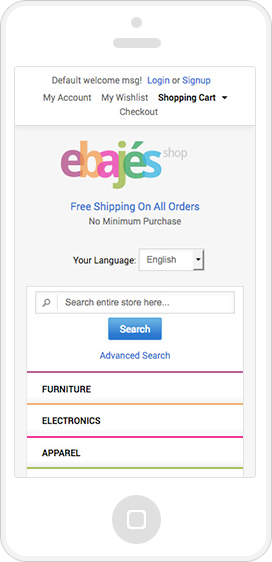 Default welcome msg! Login or Signup
My Account My Wishlist Shopping Cart
Checkout
ebajés shop
Free Shipping On All Orders
No Minimum Purchase
Your Language: English
Search entire store here...
Search
Advanced Search
FURNITURE
ELECTRONICS
APPAREL